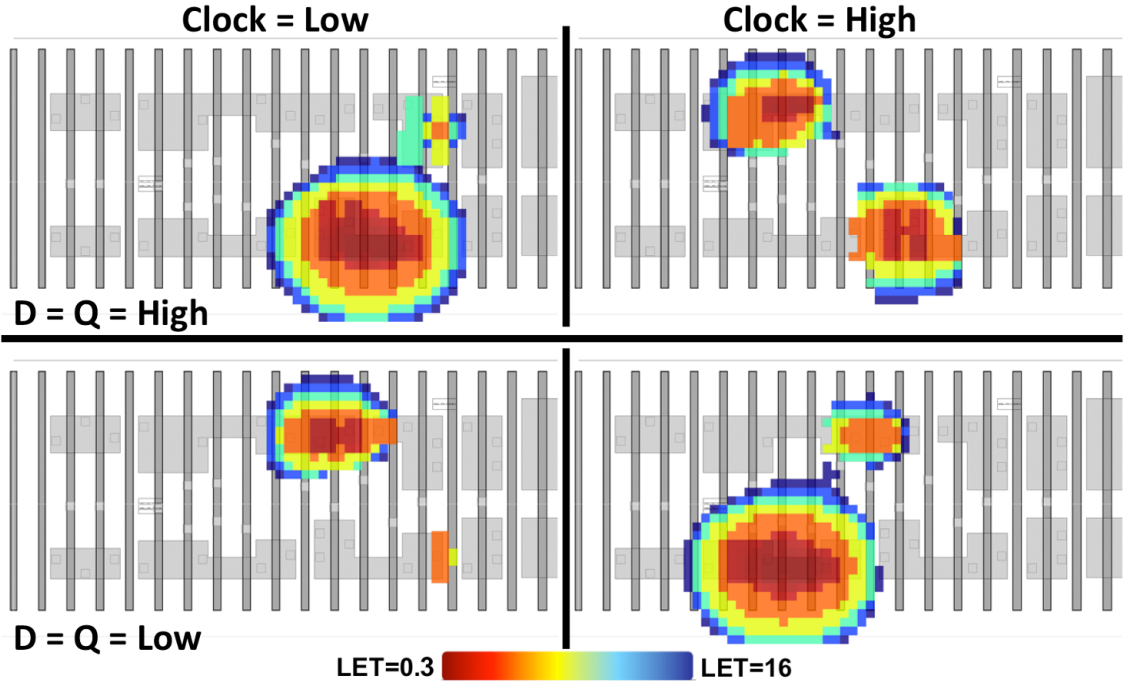 Clock = Low
Clock = High
D = Q = High
D = Q = Low
LET=0.3
LET=16